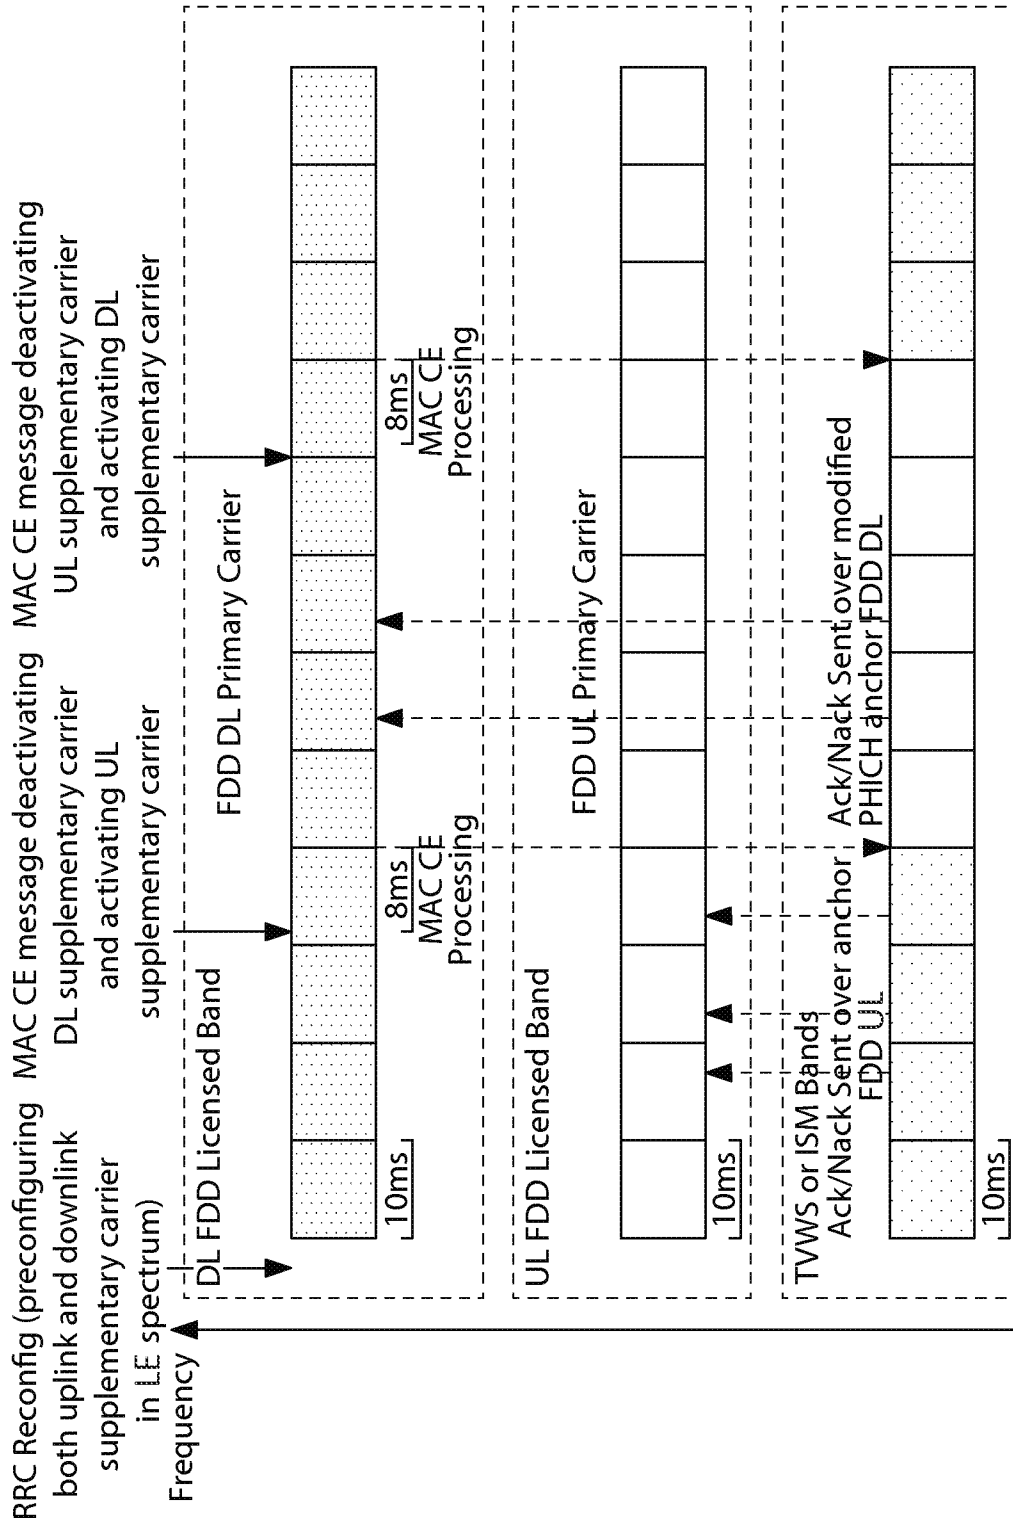 RRC Reconfig (preconfiguring
both uplink and downlink
supplementary carrier
in LE spectrum)
MAC CE message deactivating
DL supplementary carrier
and activating UL
supplementary carrier
MAC CE message deactivating
UL supplementary carrier
and activating DL
supplementary carrier
Frequency
DL FDD Licensed Band
FDD DL Primary Carrier
10ms
8ms
MAC CE
Processing
8ms
MAC CE
Processing
UL FDD Licensed Band
FDD UL Primary Carrier
10ms
TVWS or ISM Bands
Ack/Nack Sent over anchor
FDD UL
Ack/Nack Sent over modified
PHICH anchor FDD DL
10ms